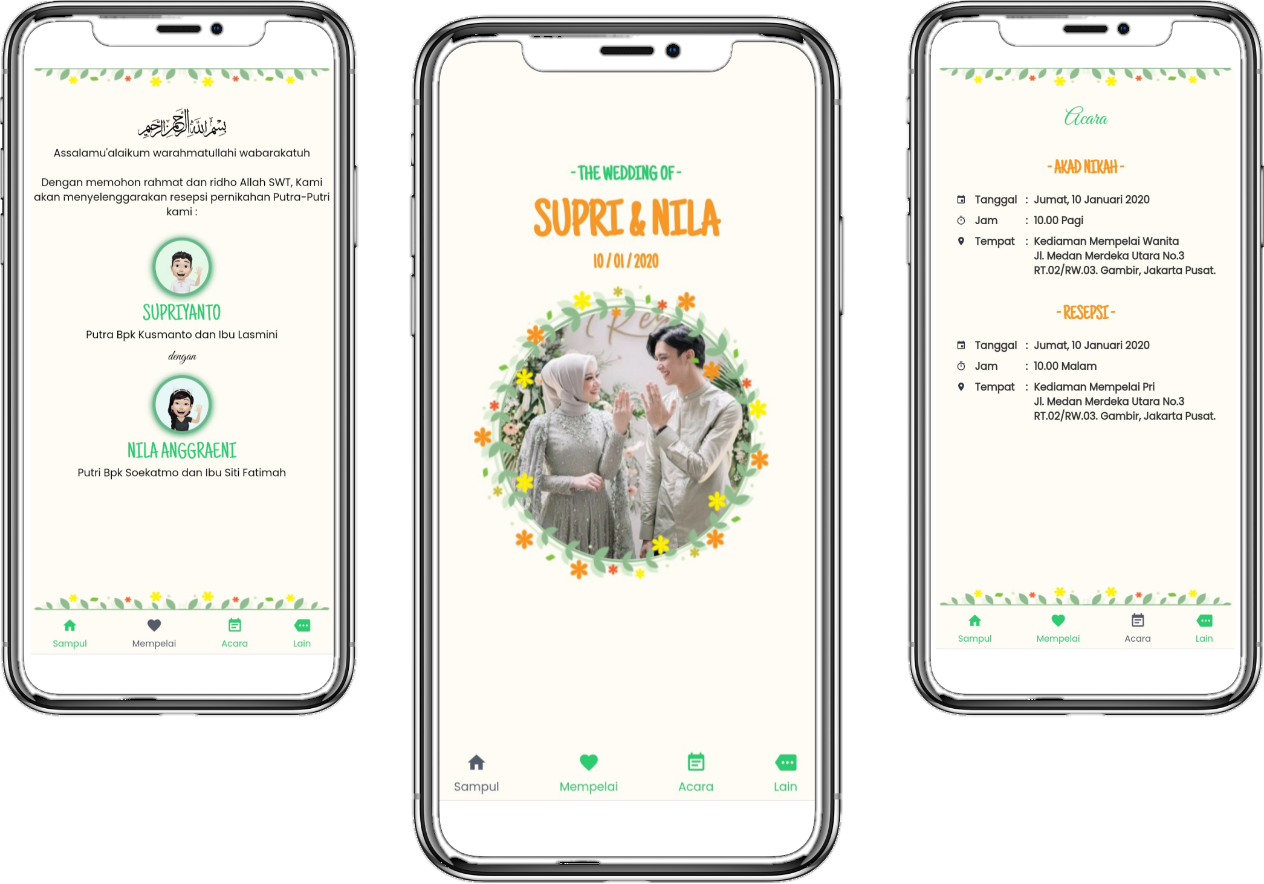 بسم الله الرحمن الرحيم
Assalamu'alaikum warahmatullahi wabarakatuh
Dengan memohon rahmat dan ridho Allah SWT, Kami
akan menyelenggarakan resepsi pernikahan Putra-Putri
kami :
SUPRIYANTO
Putra Bpk Kusmanto dan Ibu Lasmini
dengan
NILA ANGGRAENI
Putri Bpk Soekatmo dan Ibu Siti Fatimah
Sampul Mempelai Acara Lain
- THE WEDDING OF -
SUPRI & NILA
10 / 01 / 2020
Sampul Mempelai Acara Lain
Acara
- AKAD NIKAH -
Tanggal : Jumat, 10 Januari 2020
Jam : 10.00 Pagi
Tempat : Kediaman Mempelai Wanita
Jl. Medan Merdeka Utara No.3
RT.02/RW.03. Gambir, Jakarta Pusat.
- RESEPSI -
Tanggal : Jumat, 10 Januari 2020
Jam : 10.00 Malam
Tempat : Kediaman Mempelai Pri
Jl. Medan Merdeka Utara No.3
RT.02/RW.03. Gambir, Jakarta Pusat.
Sampul Mempelai Acara Lain